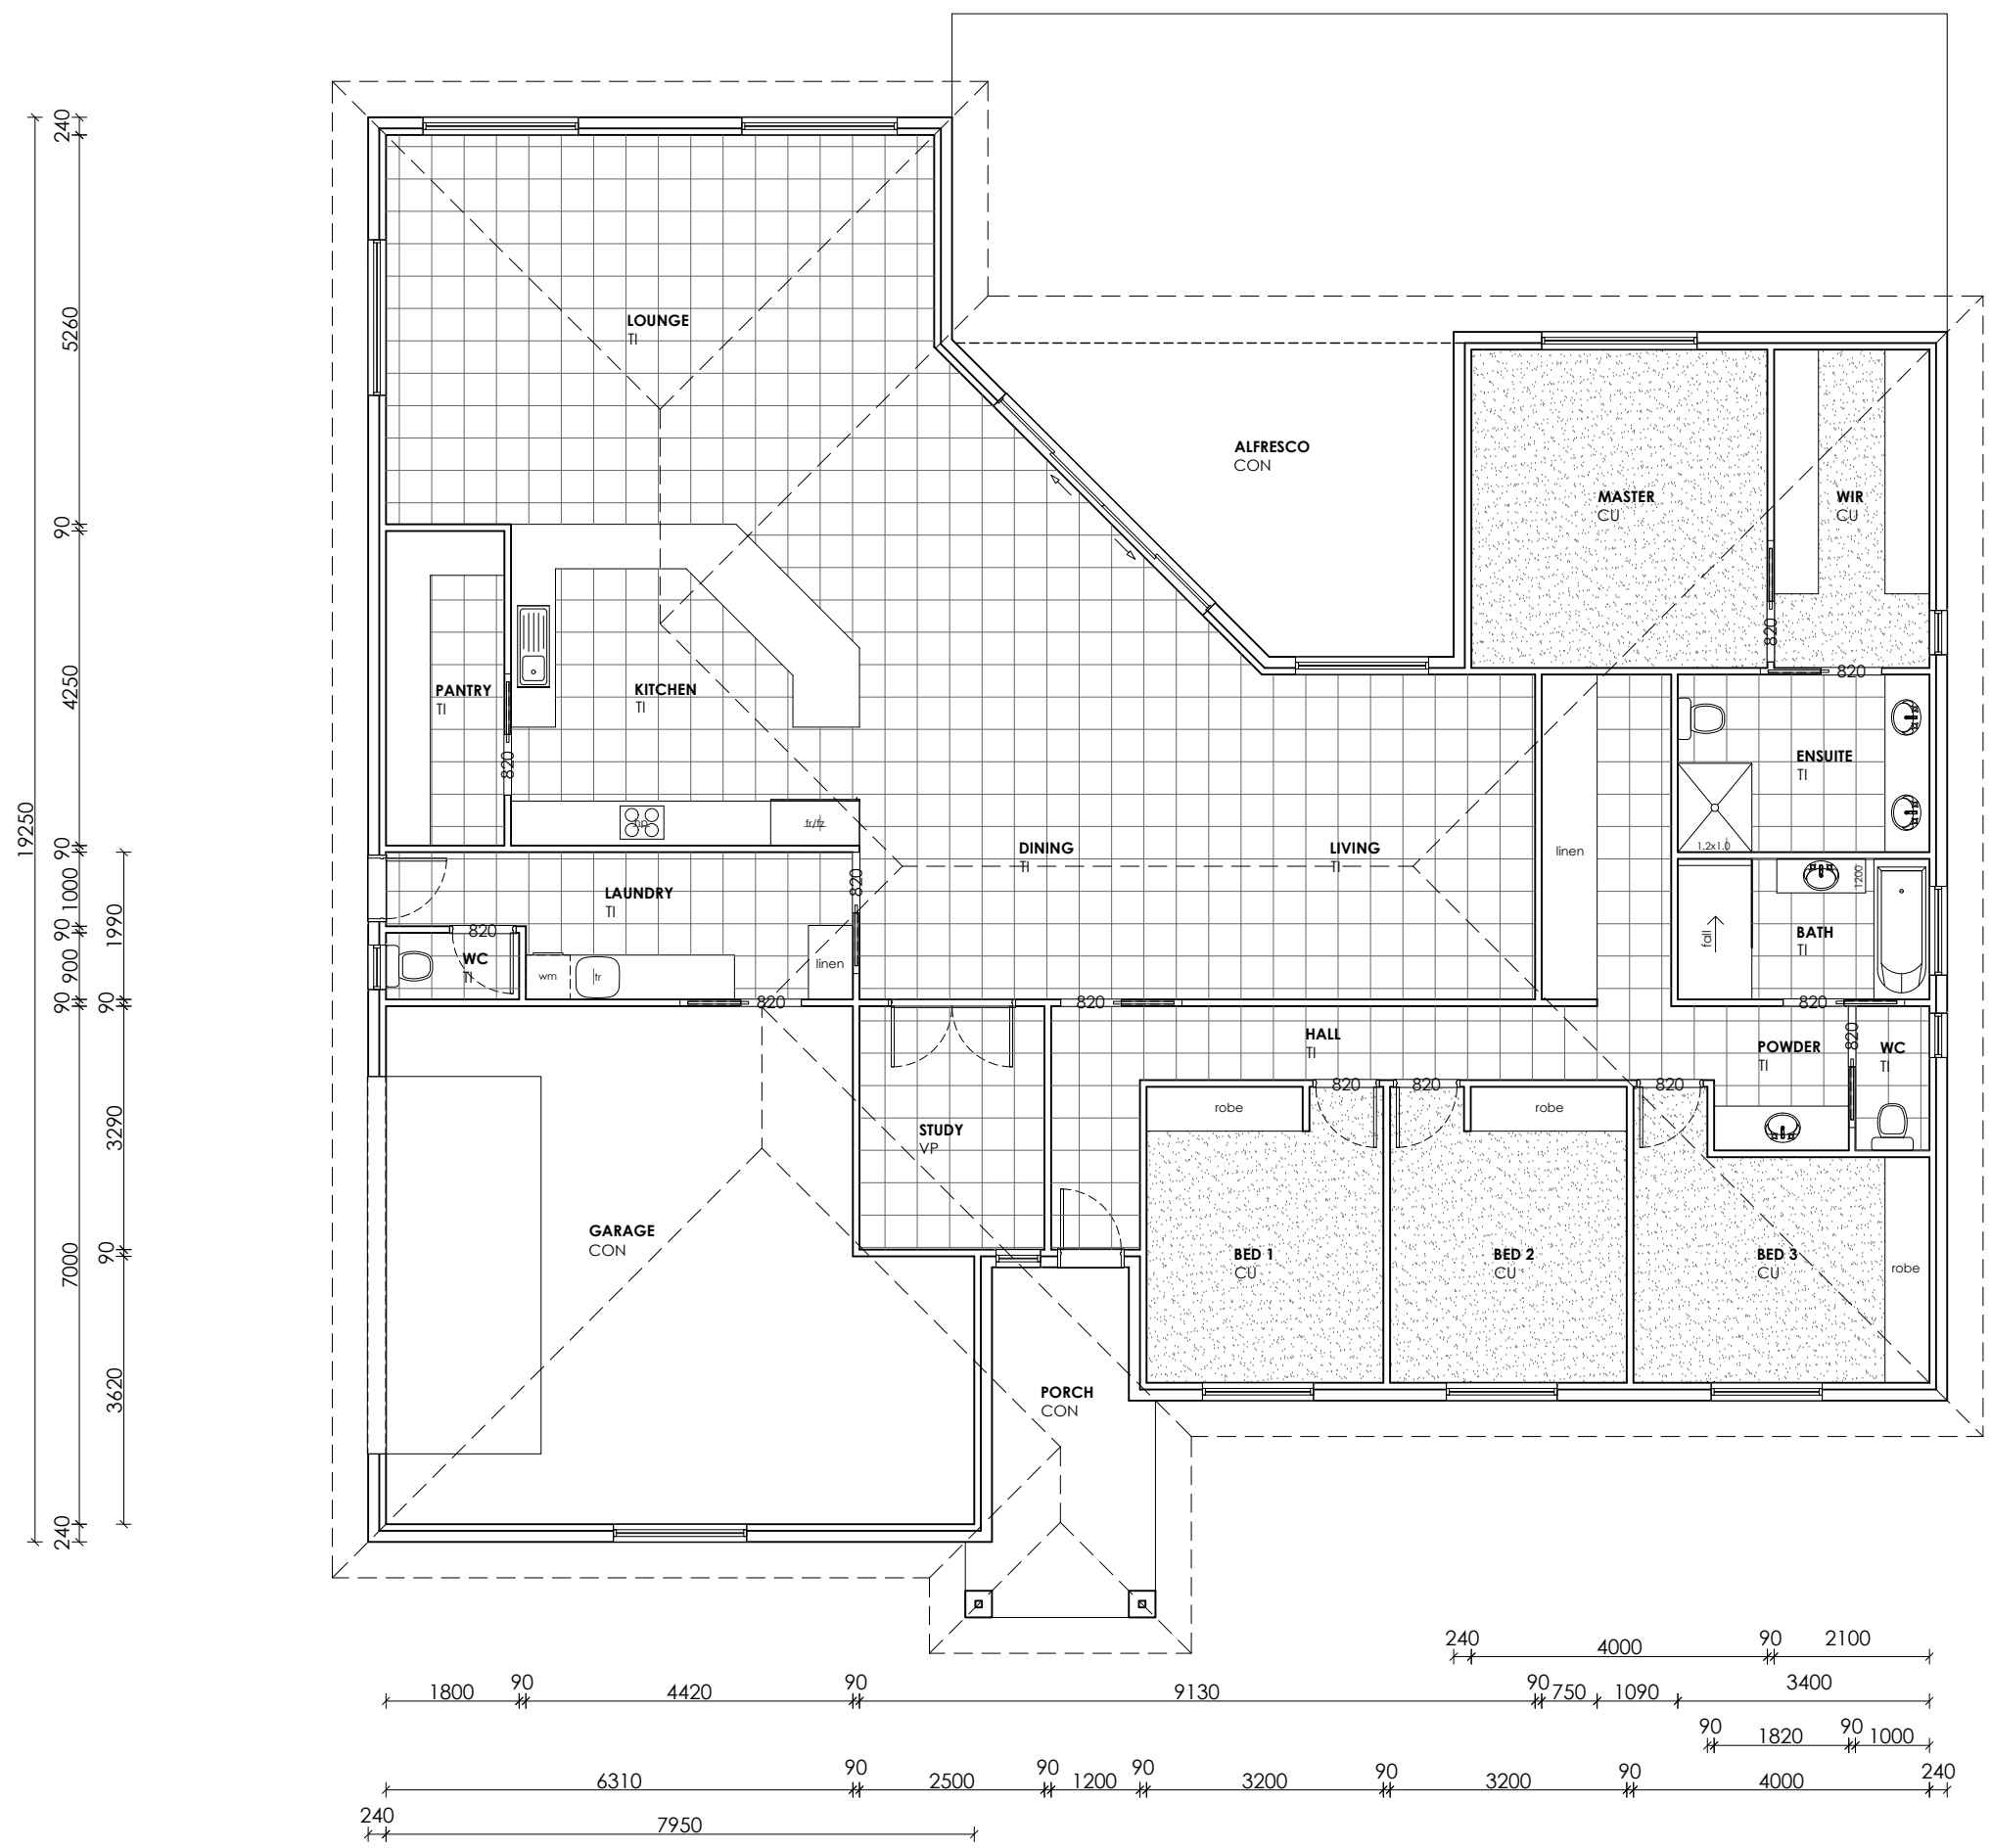 240
5260
90
4250
90
1000
90
900
90
7000
240
19250
1990
90
3290
90
3620
LOUNGE
TI
ALFRESCO
CON
MASTER
CU
WIR
CU
820
820
PANTRY
TI
820
KITCHEN
TI
fr/fz
ENSUITE
TI
1.2x1.0
DINING
TI
LIVING
TI
linen
LAUNDRY
TI
820
820
WC
TI
wm
tr
linen
820
1200
fall
BATH
TI
820
820
820
HALL
TI
POWDER
TI
WC
TI
820
820
820
robe
robe
STUDY
VP
GARAGE
CON
BED 1
CU
BED 2
CU
BED 3
CU
robe
PORCH
CON
240
4000
90
2100
1800
90
4420
90
9130
90
750
1090
3400
90
1820
90
1000
6310
90
2500
90
1200
90
3200
90
3200
90
4000
240
240
7950